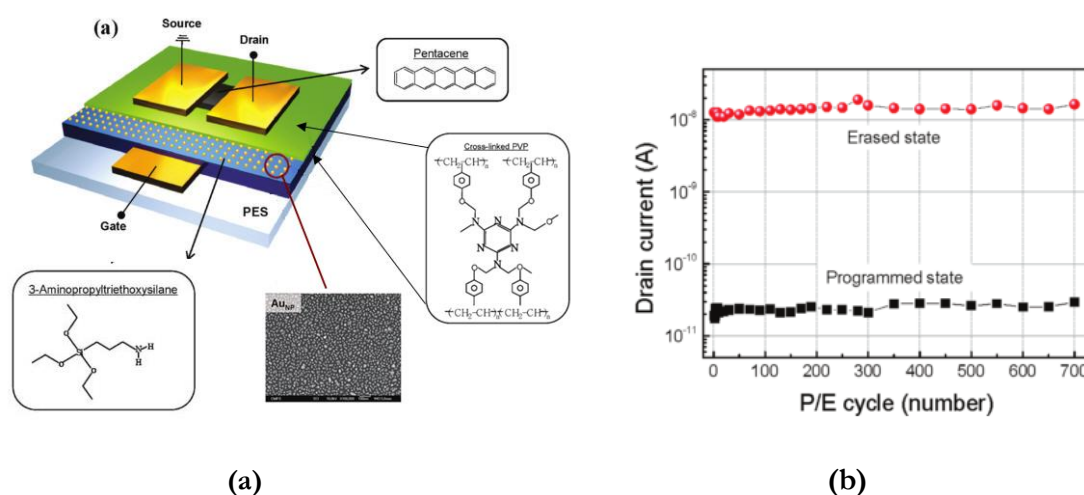 (a)
Source
Drain
Gate
PES
Pentacene
Cross-linked PVP
3-Aminopropyltriethoxysilane
Au_NP
(b)
Drain current (A)
10⁻⁸
10⁻⁹
10⁻¹⁰
10⁻¹¹
Erased state
Programmed state
0 100 200 300 400 500 600 700
P/E cycle (number)
(a)
(b)